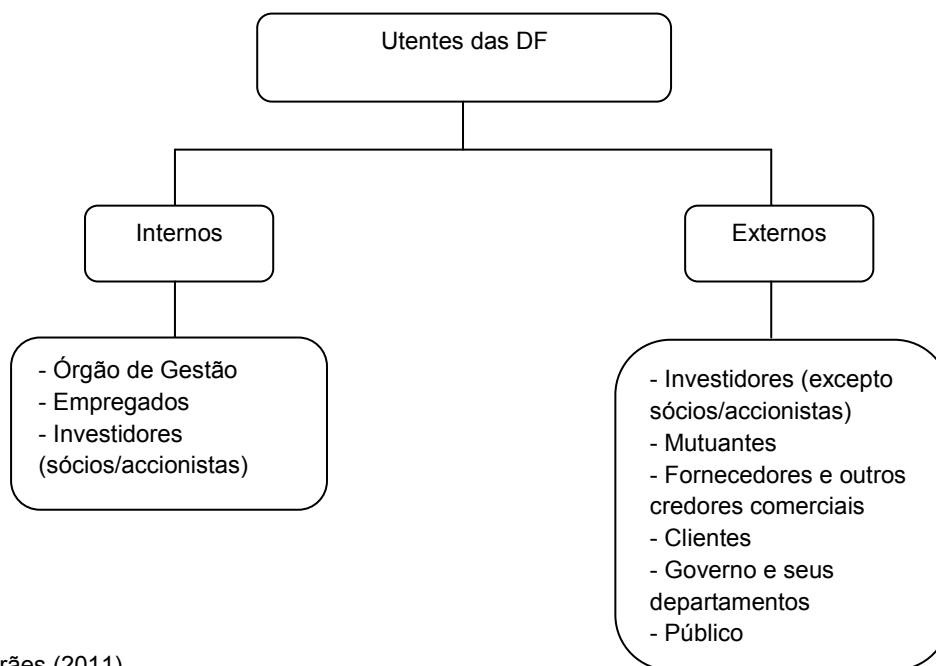 Utentes das DF
Internos
Externos
- Órgão de Gestão
- Empregados
- Investidores
(sócios/accionistas)
- Investidores (excepto
sócios/accionistas)
- Mutuantes
- Fornecedores e outros
credores comerciais
- Clientes
- Governo e seus
departamentos
- Público
(2011)